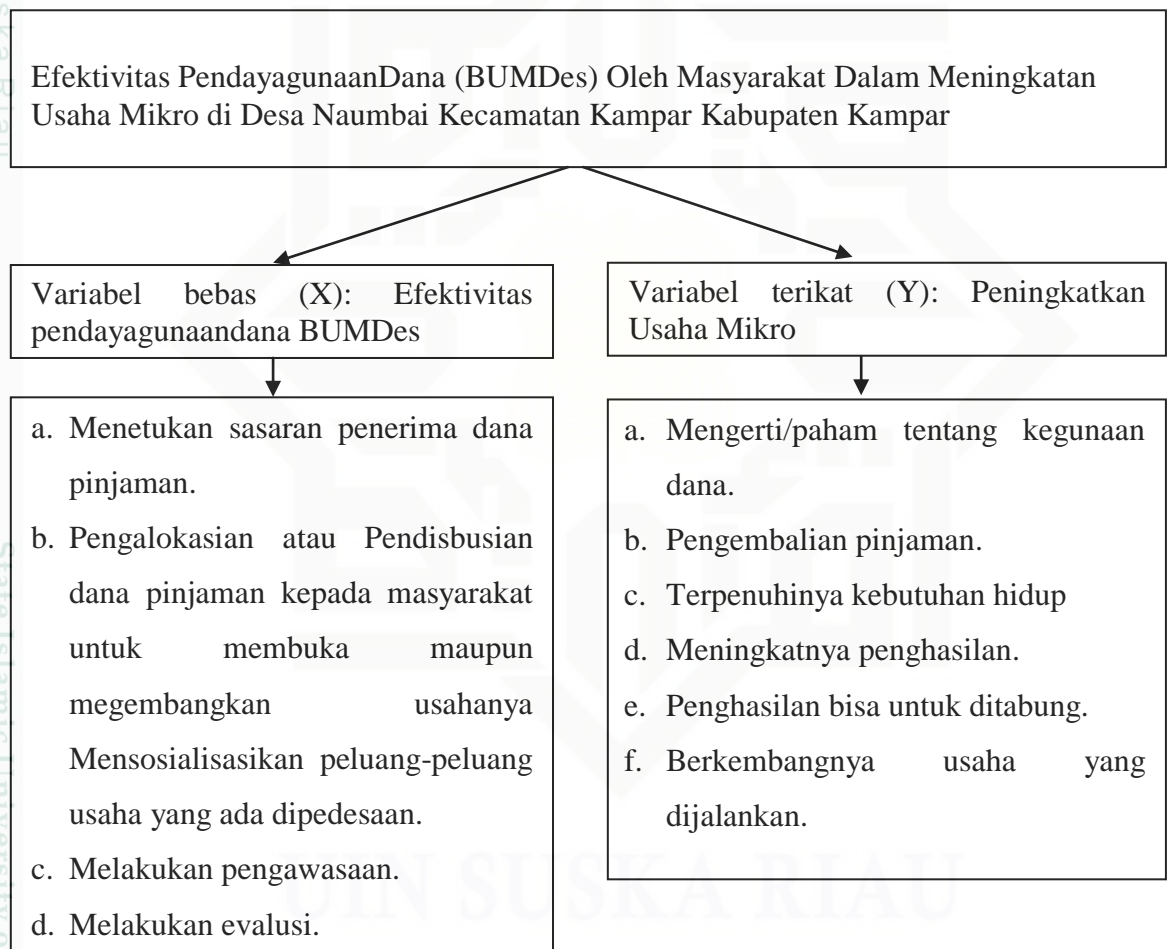 Efektivitas PendayagunaanDana (BUMDes) Oleh Masyarakat Dalam Meningkatan
Usaha Mikro di Desa Naumbai Kecamatan Kampar Kabupaten Kampar
Variabel bebas (X): Efektivitas
pendayagunaandana BUMDes
a. Menetukan sasaran penerima dana
pinjaman.
b. Pengalokasian atau Pendisbusian
dana pinjaman kepada masyarakat
untuk membuka maupun
megembangkan usahanya
Mensosialisasikan peluang-peluang
usaha yang ada dipedesaan.
c. Melakukan pengawasaan.
d. Melakukan evalusi.
Variabel terikat (Y): Peningkatkan
Usaha Mikro
a. Mengerti/paham tentang kegunaan
dana.
b. Pengembalian pinjaman.
c. Terpenuhinya kebutuhan hidup
d. Meningkatnya penghasilan.
e. Penghasilan bisa untuk ditabung.
f. Berkembangnya usaha yang
dijalankan.
UIN SUSKA RIAU